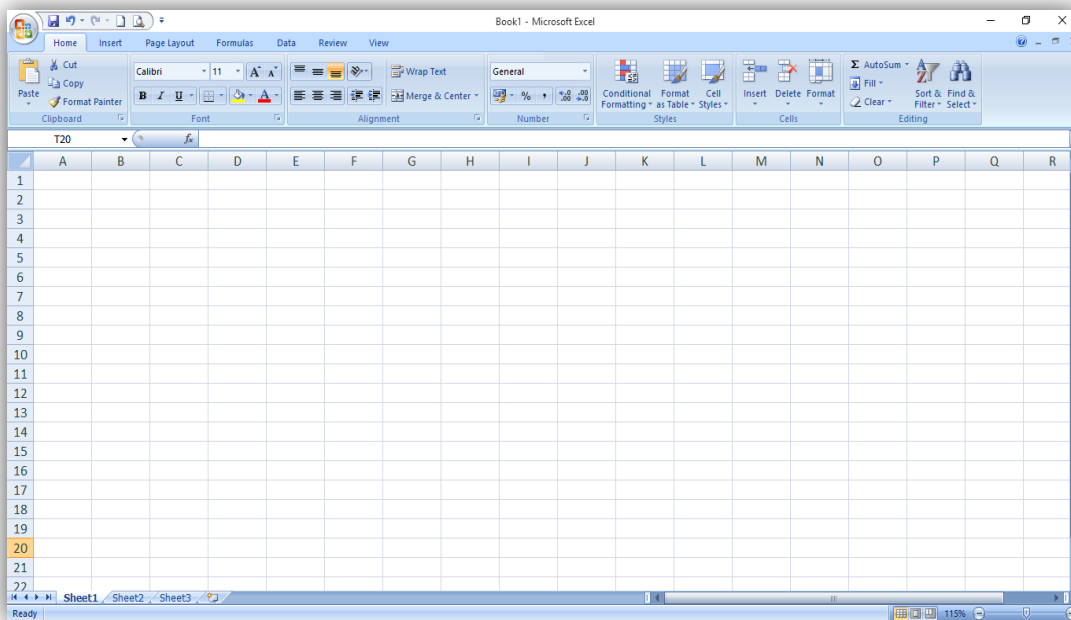 Book1 - Microsoft Excel
Home Insert Page Layout Formulas Data Review View
Paste
Cut
Copy
Format Painter
Clipboard
Calibri 11 A A
B I U A
Font
Wrap Text
Merge & Center
Alignment
General
% , .0 .00 .00 .0
Number
Conditional Formatting
Format as Table
Cell Styles
Styles
Insert Delete Format
Cells
Σ AutoSum
Fill
Clear
Sort & Filter
Find & Select
Editing
T20 fx
A B C D E F G H I J K L M N O P Q R
1
2
3
4
5
6
7
8
9
10
11
12
13
14
15
16
17
18
19
20
21
22
Sheet1 Sheet2 Sheet3
Ready 115%